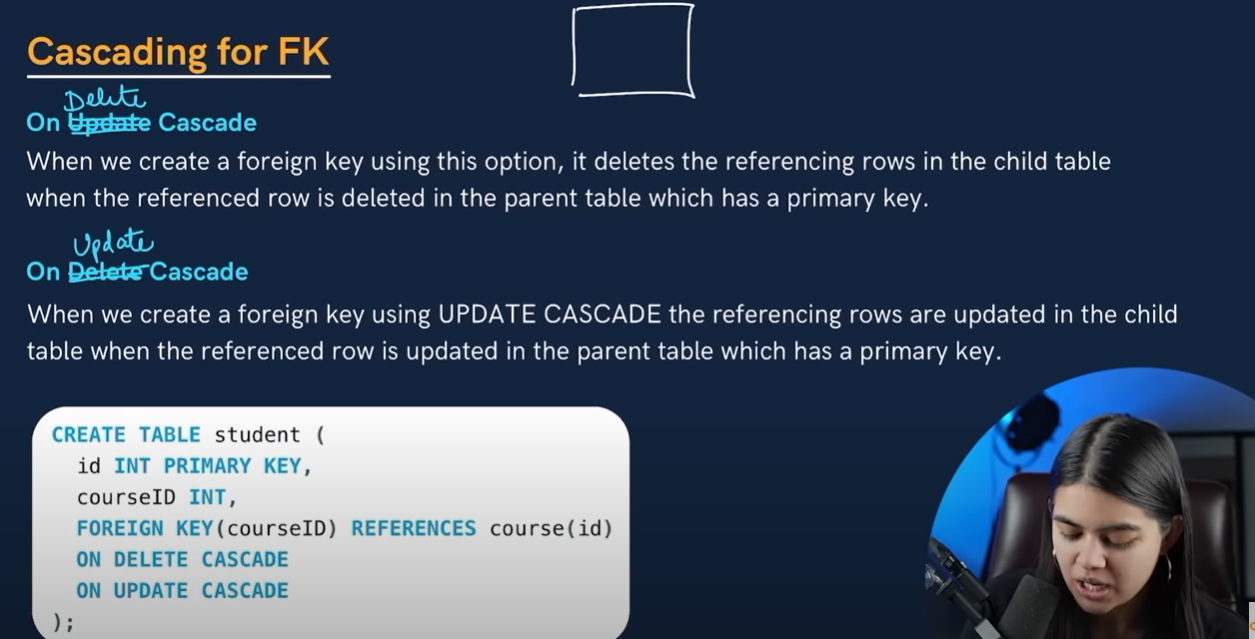 Cascading for FK
Delete
On Update Cascade
When we create a foreign key using this option, it deletes the referencing rows in the child table
when the referenced row is deleted in the parent table which has a primary key.
Update
On Delete Cascade
When we create a foreign key using UPDATE CASCADE the referencing rows are updated in the child
table when the referenced row is updated in the parent table which has a primary key.
CREATE TABLE student (
id INT PRIMARY KEY,
courseID INT,
FOREIGN KEY(courseID) REFERENCES course(id)
ON DELETE CASCADE
ON UPDATE CASCADE
);